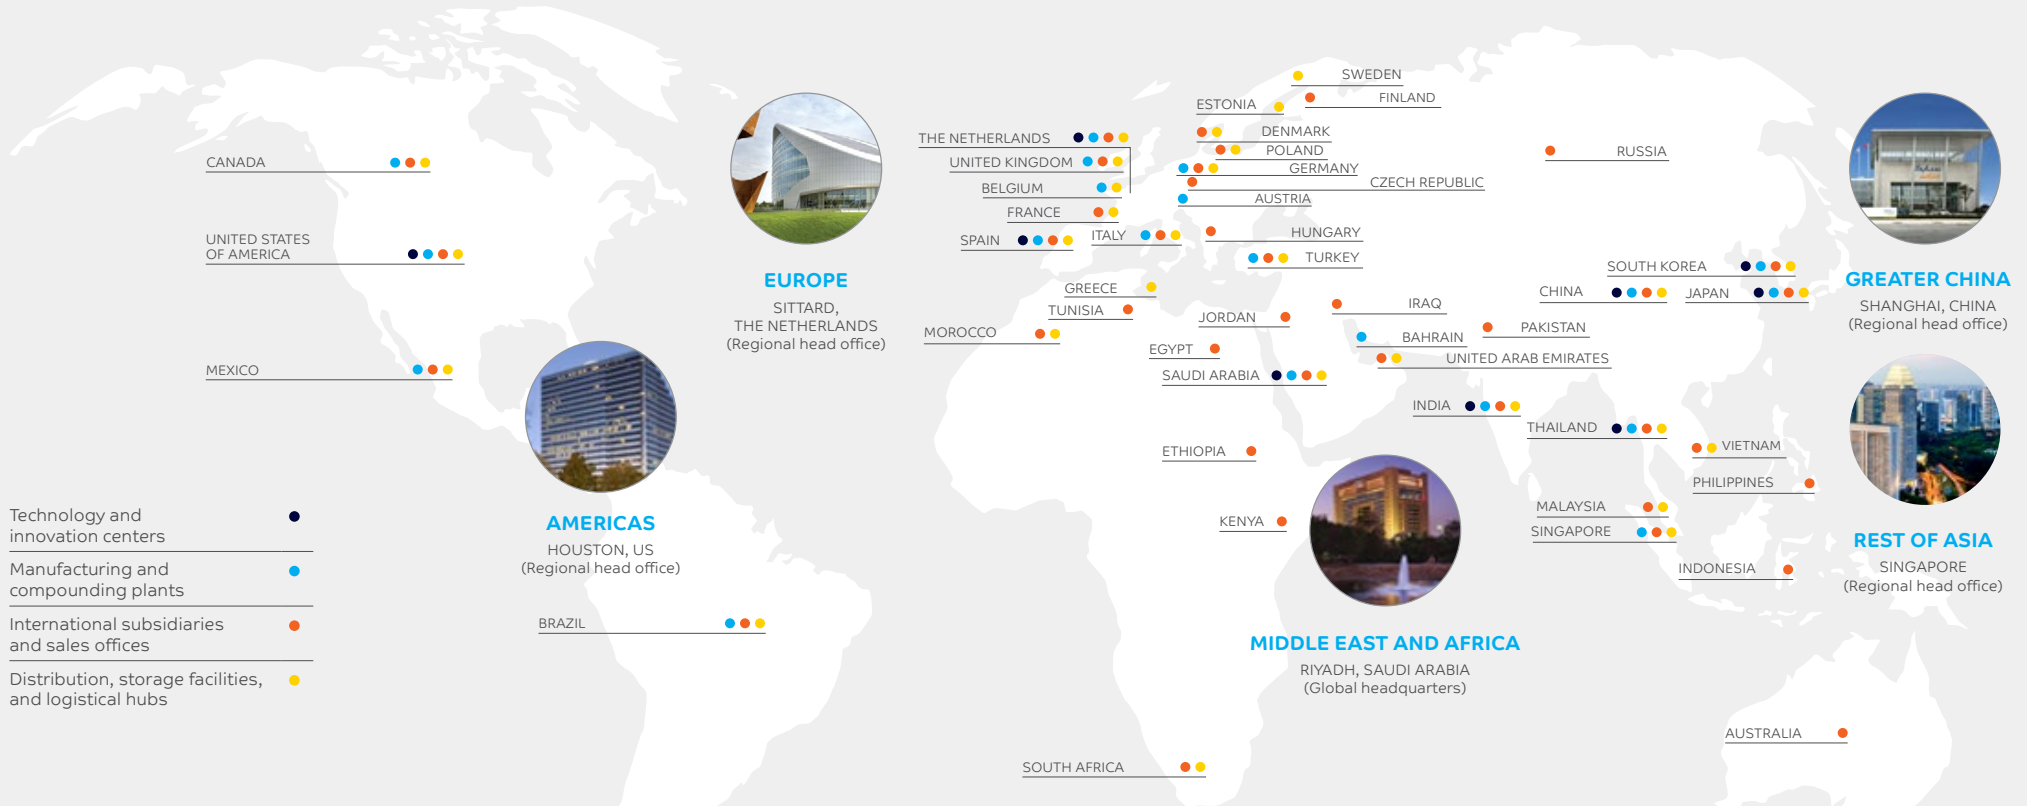 CANADA
UNITED STATES
OF AMERICA
MEXICO
Technology and
innovation centers
Manufacturing and
compounding plants
International subsidiaries
and sales offices
Distribution, storage facilities,
and logistical hubs
EUROPE
SITTARD,
THE NETHERLANDS
(Regional head office)
AMERICAS
HOUSTON, US
(Regional head office)
BRAZIL
THE NETHERLANDS
UNITED KINGDOM
BELGIUM
FRANCE
SPAIN
ITALY
GREECE
TUNISIA
MOROCCO
SWEDEN
FINLAND
ESTONIA
DENMARK
POLAND
GERMANY
CZECH REPUBLIC
AUSTRIA
HUNGARY
TURKEY
RUSSIA
JORDAN
EGYPT
SAUDI ARABIA
IRAQ
BAHRAIN
PAKISTAN
UNITED ARAB EMIRATES
ETHIOPIA
KENYA
SOUTH AFRICA
MIDDLE EAST AND AFRICA
RIYADH, SAUDI ARABIA
(Global headquarters)
SOUTH KOREA
CHINA
JAPAN
INDIA
THAILAND
VIETNAM
PHILIPPINES
MALAYSIA
SINGAPORE
INDONESIA
AUSTRALIA
GREATER CHINA
SHANGHAI, CHINA
(Regional head office)
REST OF ASIA
SINGAPORE
(Regional head office)